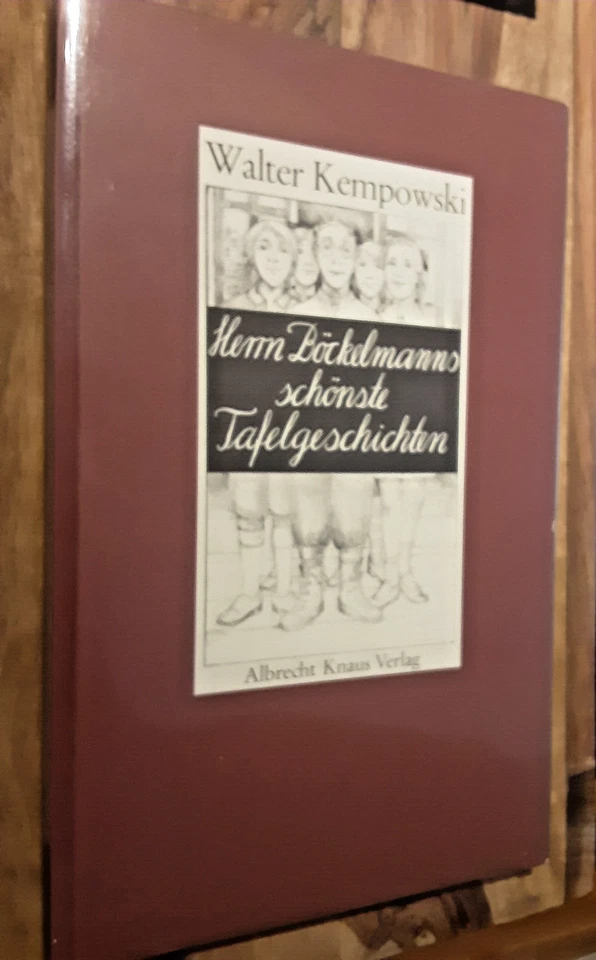 Walter Kempowski
Herrn Böckelmanns
schönste
Tafelgeschichten
Albrecht Knaus Verlag